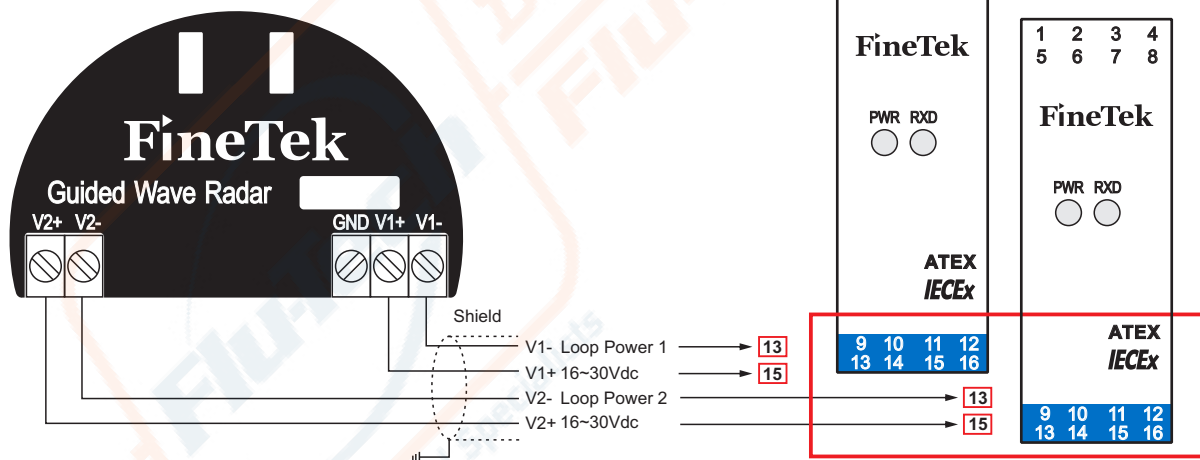 FineTek
Guided Wave Radar
V2+ V2-
GND V1+ V1-
Shield
V1- Loop Power 1
13
V1+ 16~30Vdc
15
V2- Loop Power 2
13
V2+ 16~30Vdc
15
FineTek
PWR RXD
ATEX
IECEx
9 10 11 12
13 14 15 16
1 2 3 4
5 6 7 8
FineTek
PWR RXD
ATEX
IECEx
9 10 11 12
13 14 15 16